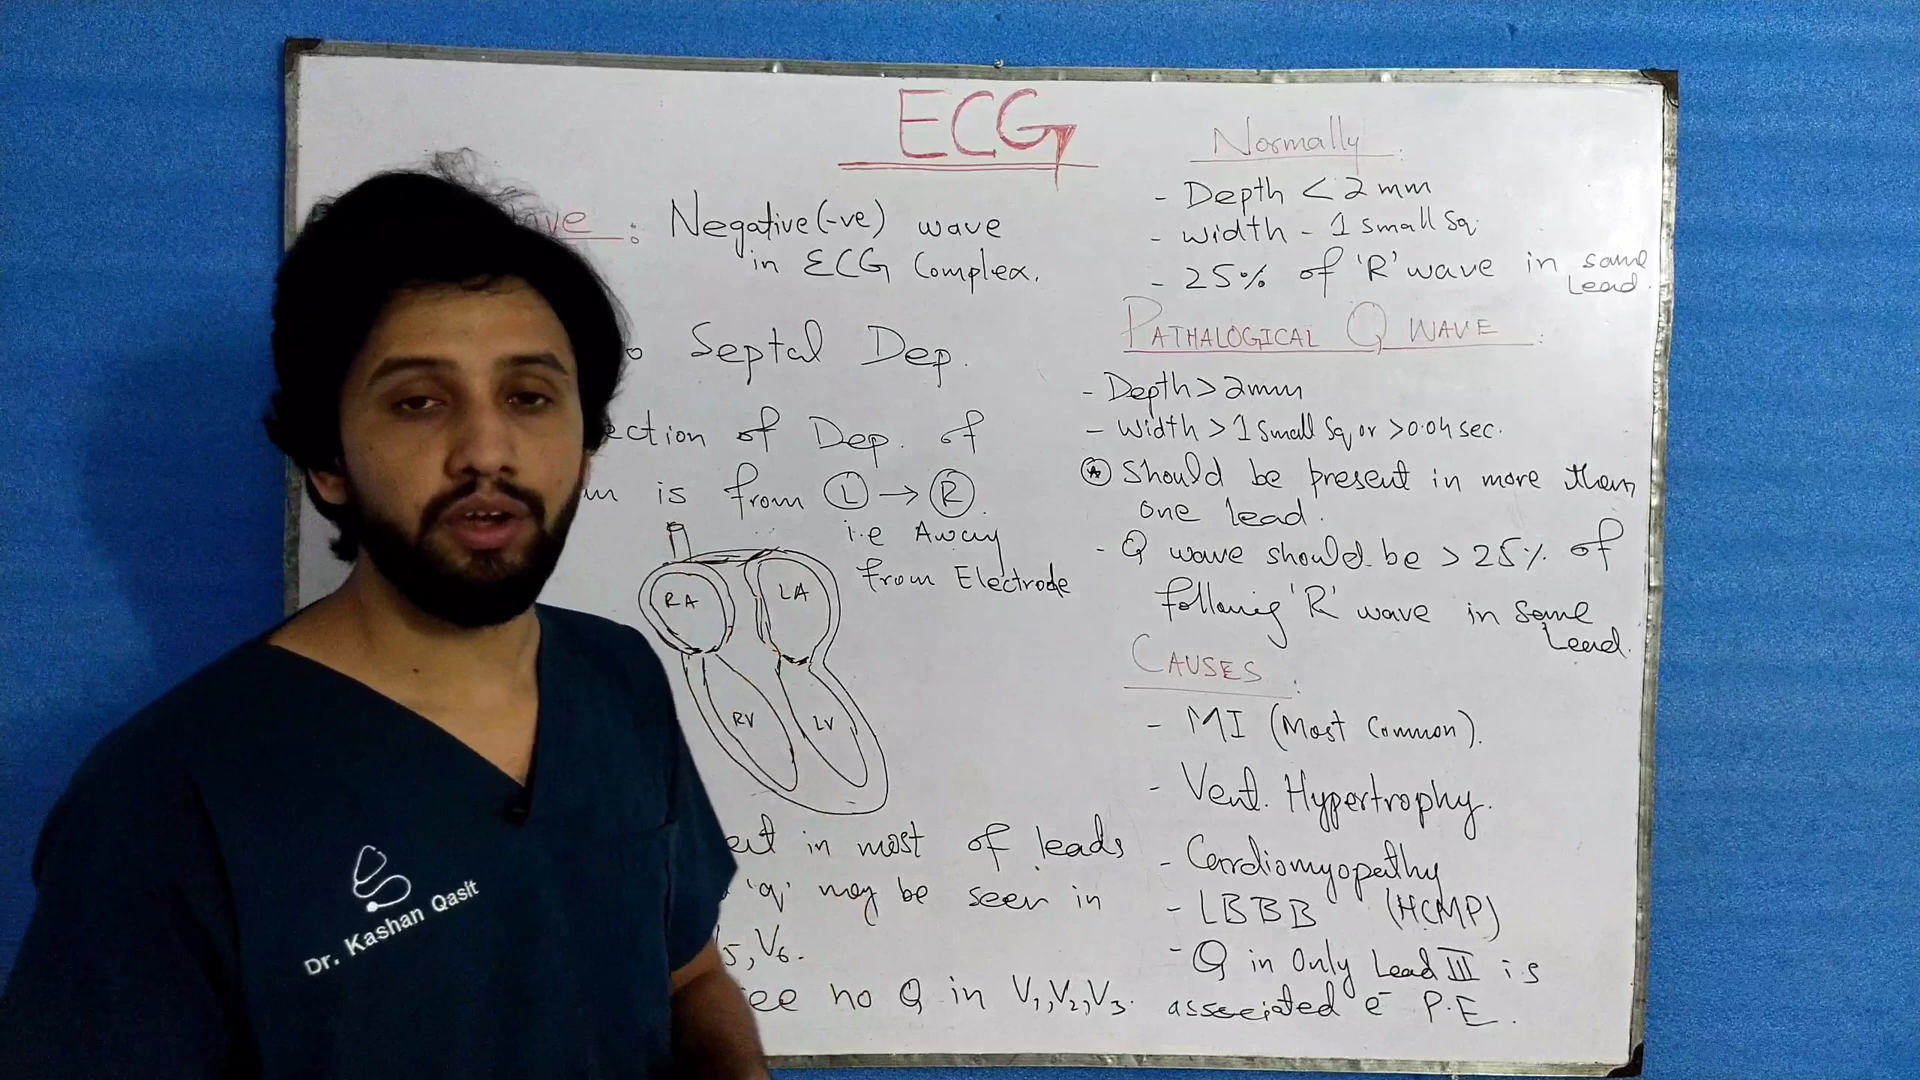 ECG
: Negative (-ve) wave
in ECG Complex.
Septal Dep.
ection of Dep. of
is from (L) → (R)
i.e Away
from Electrode
RA
LA
RV
LV
in most of leads
'q' may be seen in
5, V6.
ee no Q in V1, V2, V3.
Normally :
- Depth < 2 mm
- width - 1 small Sq.
- 25% of 'R' wave in same
Lead.
PATHALOGICAL Q WAVE :
- Depth > 2mm
- width > 1 Small Sq or > 0.04 sec.
Should be present in more than
one lead.
- Q wave should be > 25% of
following 'R' wave in same
Lead.
CAUSES :
- MI (Most Common).
- Vent. Hypertrophy.
- Cardiomyopathy
- LBBB (HCMP)
- Q in Only Lead III is
associated c̄ P.E.
Dr. Kashan Qasit